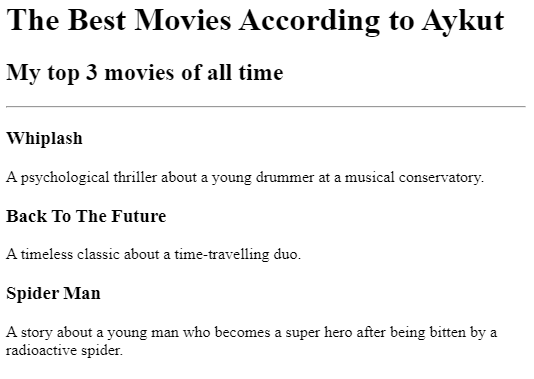 The Best Movies According to Aykut
My top 3 movies of all time
Whiplash
A psychological thriller about a young drummer at a musical conservatory.
Back To The Future
A timeless classic about a time-travelling duo.
Spider Man
A story about a young man who becomes a super hero after being bitten by a
radioactive spider.